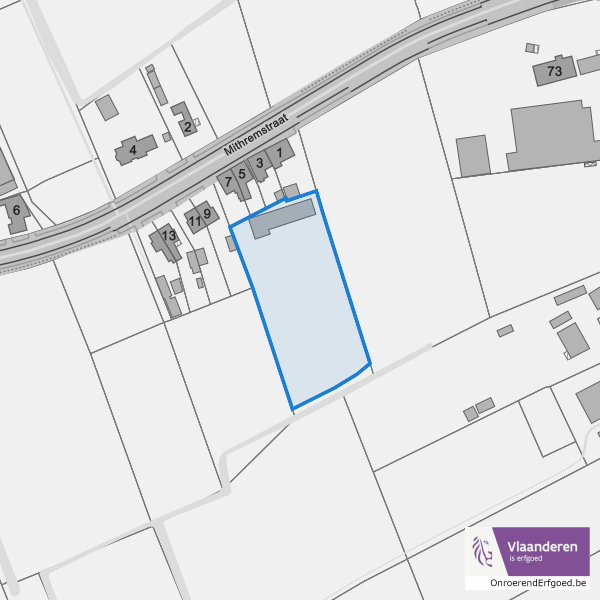 73
2
4
Mithremstraat
1
3
5
7
6
9
11
13
Vlaanderen
is erfgoed
OnroerendErfgoed.be